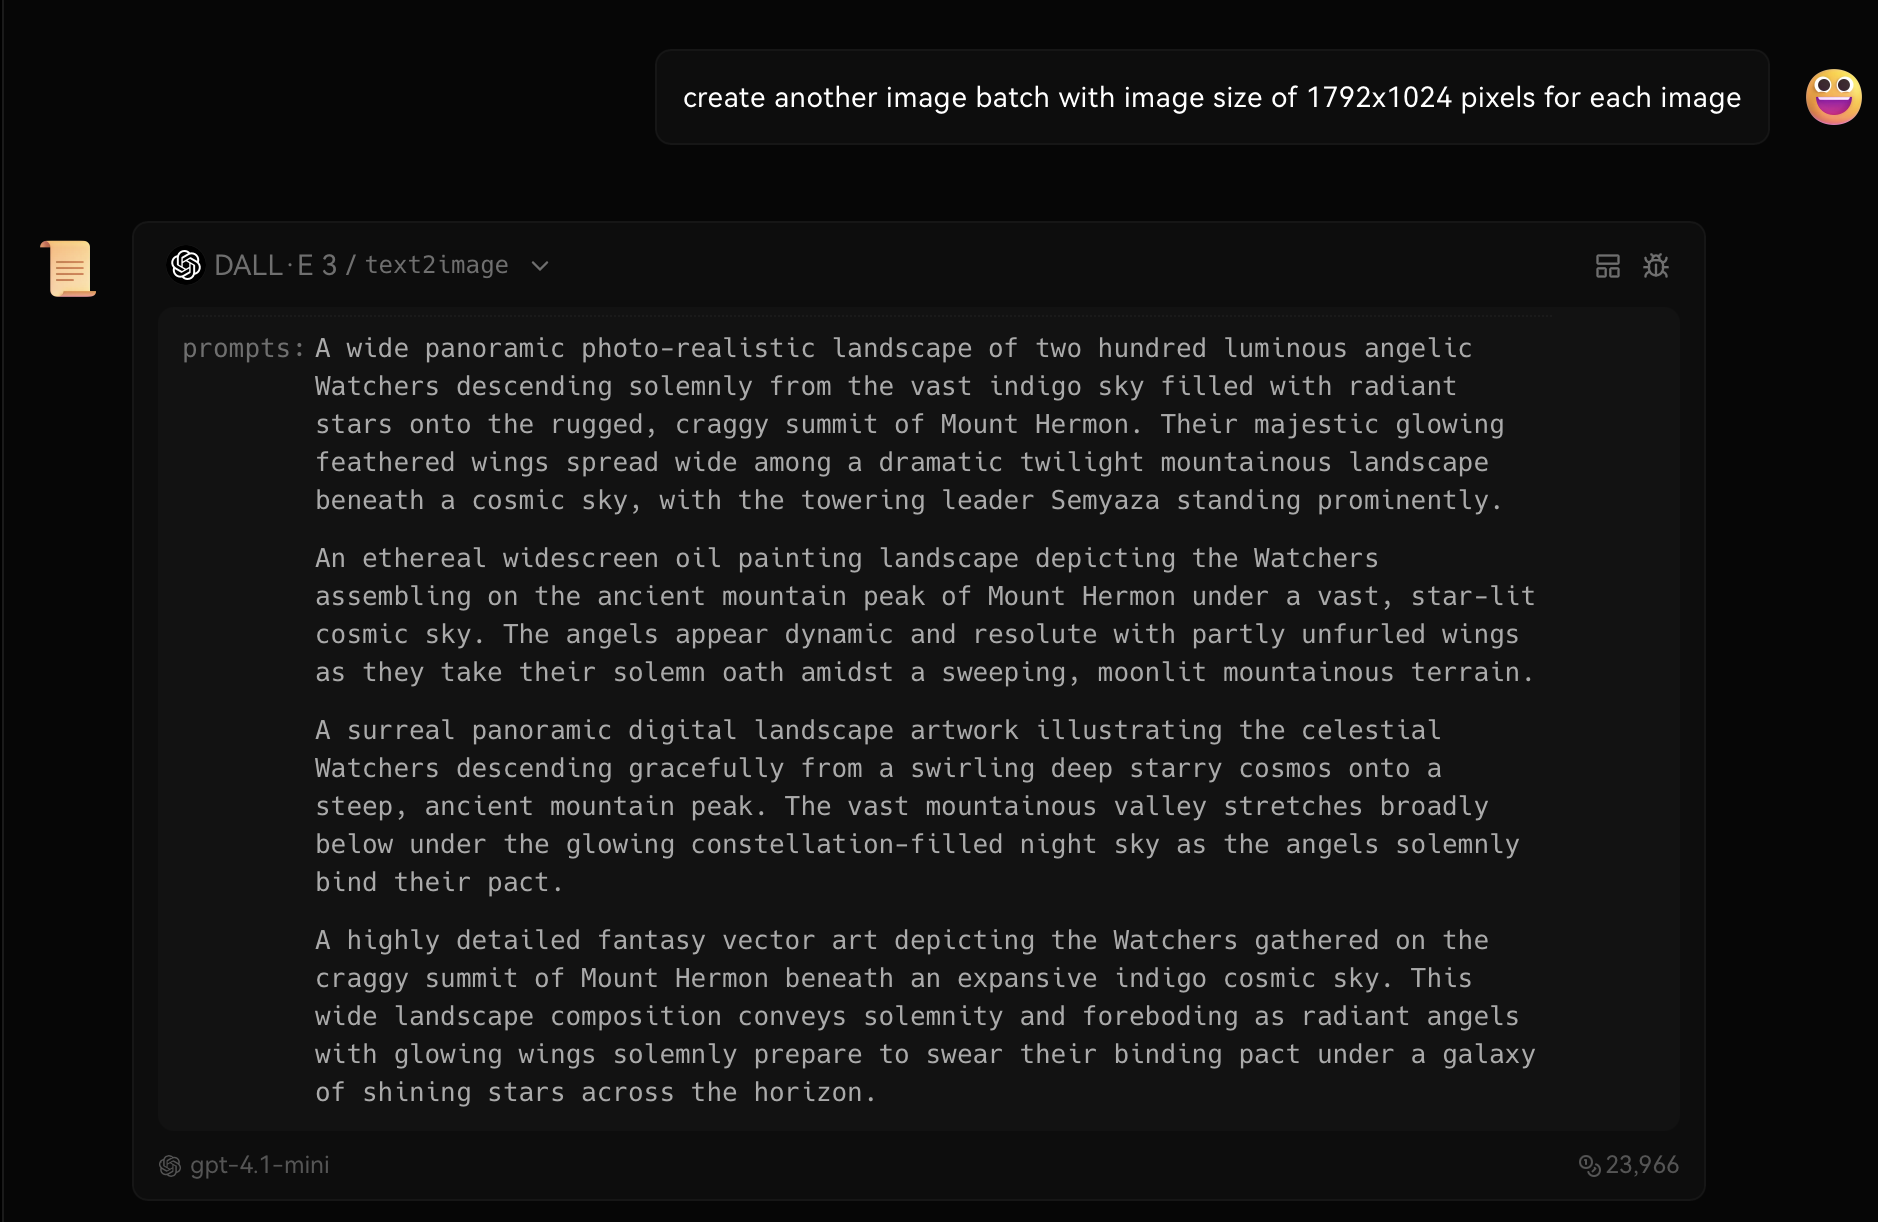 create another image batch with image size of 1792x1024 pixels for each image
DALL·E 3 / text2image
prompts: A wide panoramic photo-realistic landscape of two hundred luminous angelic
Watchers descending solemnly from the vast indigo sky filled with radiant
stars onto the rugged, craggy summit of Mount Hermon. Their majestic glowing
feathered wings spread wide among a dramatic twilight mountainous landscape
beneath a cosmic sky, with the towering leader Semyaza standing prominently.
An ethereal widescreen oil painting landscape depicting the Watchers
assembling on the ancient mountain peak of Mount Hermon under a vast, star-lit
cosmic sky. The angels appear dynamic and resolute with partly unfurled wings
as they take their solemn oath amidst a sweeping, moonlit mountainous terrain.
A surreal panoramic digital landscape artwork illustrating the celestial
Watchers descending gracefully from a swirling deep starry cosmos onto a
steep, ancient mountain peak. The vast mountainous valley stretches broadly
below under the glowing constellation-filled night sky as the angels solemnly
bind their pact.
A highly detailed fantasy vector art depicting the Watchers gathered on the
craggy summit of Mount Hermon beneath an expansive indigo cosmic sky. This
wide landscape composition conveys solemnity and foreboding as radiant angels
with glowing wings solemnly prepare to swear their binding pact under a galaxy
of shining stars across the horizon.
gpt-4.1-mini
23,966